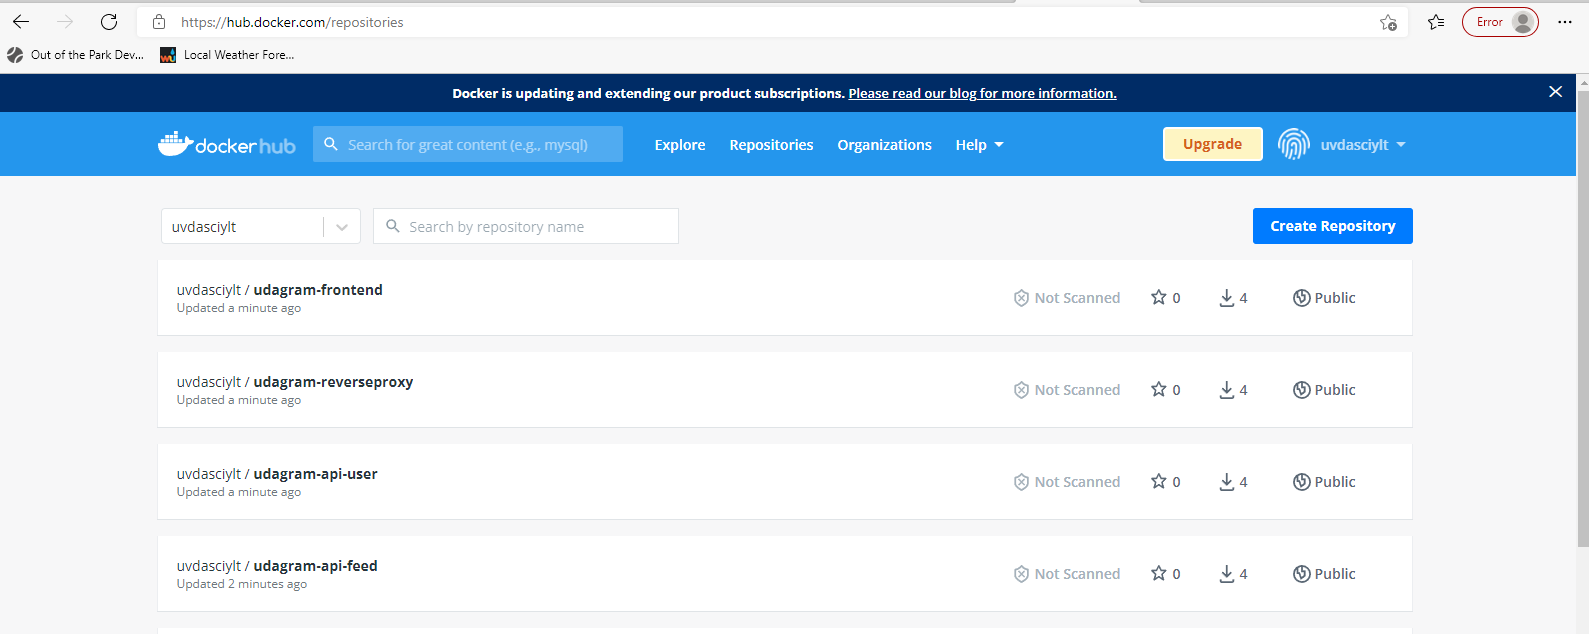 https://hub.docker.com/repositories
Error
Out of the Park Dev...
Local Weather Fore...
Docker is updating and extending our product subscriptions. Please read our blog for more information.
dockerhub
Search for great content (e.g., mysql)
Explore
Repositories
Organizations
Help
Upgrade
uvdasciylt
uvdasciylt
Search by repository name
Create Repository
uvdasciylt / udagram-frontend
Updated a minute ago
Not Scanned
0
4
Public
uvdasciylt / udagram-reverseproxy
Updated a minute ago
Not Scanned
0
4
Public
uvdasciylt / udagram-api-user
Updated a minute ago
Not Scanned
0
4
Public
uvdasciylt / udagram-api-feed
Updated 2 minutes ago
Not Scanned
0
4
Public